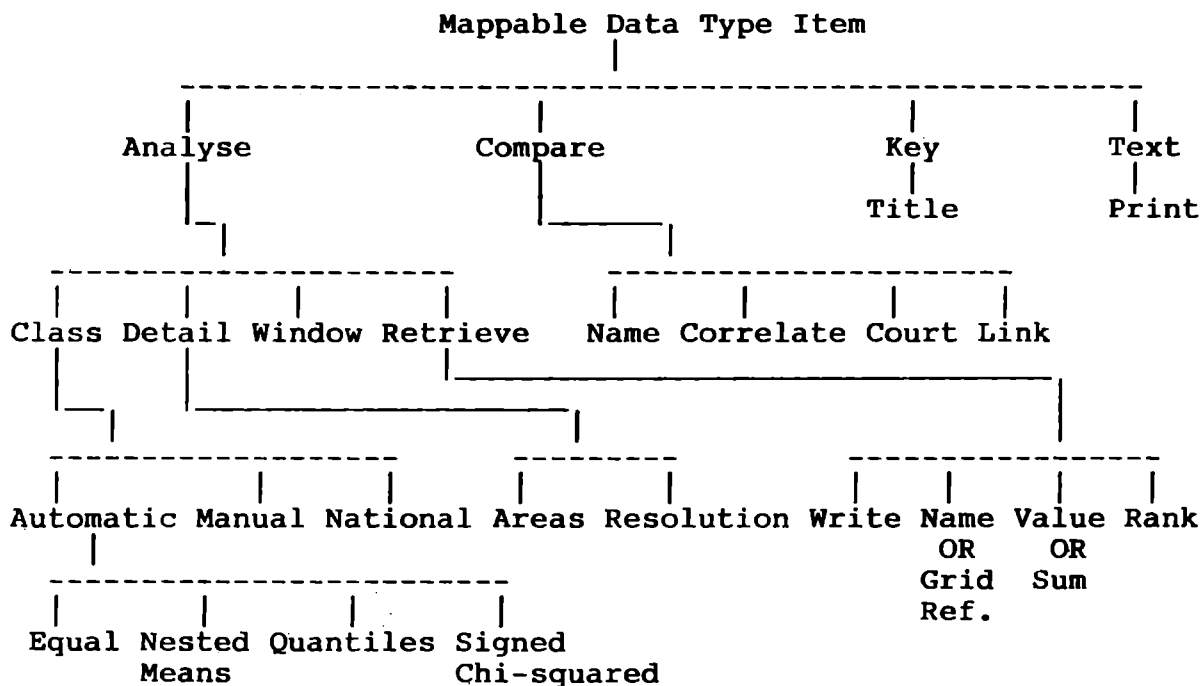 Mappable Data Type Item
Analyse Compare Key Text
Title Print
Class Detail Window Retrieve Name Correlate Court Link
Automatic Manual National Areas Resolution Write Name Value Rank
OR OR
Grid Sum
Ref.
Equal Nested Quantiles Signed
Means Chi-squared